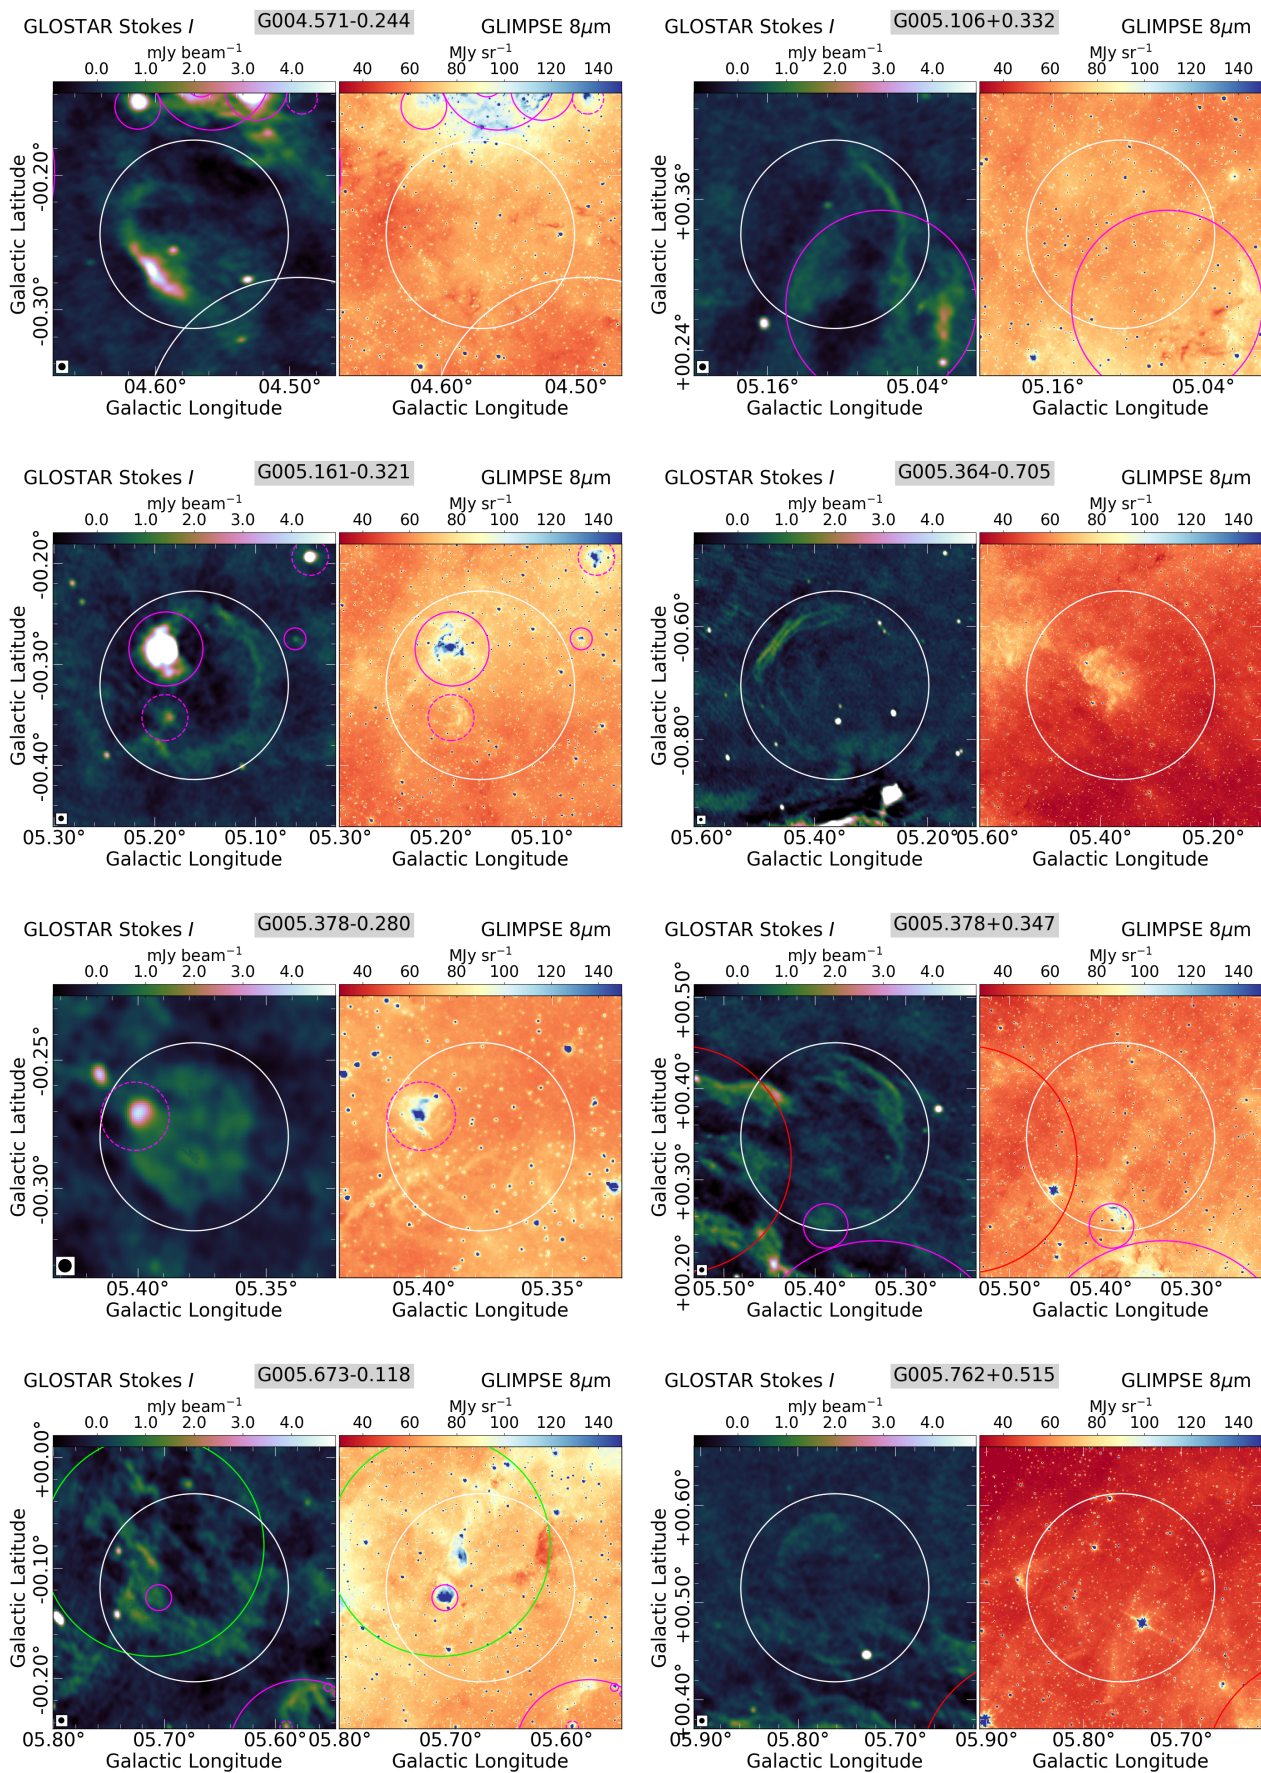 GLOSTAR Stokes I G004.571-0.244 GLIMPSE 8μm
mJy beam⁻¹ MJy sr⁻¹
0.0 1.0 2.0 3.0 4.0 40 60 80 100 120 140
Galactic Latitude
-00.20°
-00.30°
04.60° 04.50° 04.60° 04.50°
Galactic Longitude Galactic Longitude
GLOSTAR Stokes I G005.106+0.332 GLIMPSE 8μm
mJy beam⁻¹ MJy sr⁻¹
0.0 1.0 2.0 3.0 4.0 40 60 80 100 120 140
Galactic Latitude
+00.36°
+00.24°
05.16° 05.04° 05.16° 05.04°
Galactic Longitude Galactic Longitude
GLOSTAR Stokes I G005.161-0.321 GLIMPSE 8μm
mJy beam⁻¹ MJy sr⁻¹
0.0 1.0 2.0 3.0 4.0 40 60 80 100 120 140
Galactic Latitude
-00.20°
-00.30°
-00.40°
05.30° 05.20° 05.10° 05.30° 05.20° 05.10°
Galactic Longitude Galactic Longitude
GLOSTAR Stokes I G005.364-0.705 GLIMPSE 8μm
mJy beam⁻¹ MJy sr⁻¹
0.0 1.0 2.0 3.0 4.0 40 60 80 100 120 140
Galactic Latitude
-00.60°
-00.80°
05.60° 05.40° 05.20° 05.60° 05.40° 05.20°
Galactic Longitude Galactic Longitude
GLOSTAR Stokes I G005.378-0.280 GLIMPSE 8μm
mJy beam⁻¹ MJy sr⁻¹
0.0 1.0 2.0 3.0 4.0 40 60 80 100 120 140
Galactic Latitude
-00.25°
-00.30°
05.40° 05.35° 05.40° 05.35°
Galactic Longitude Galactic Longitude
GLOSTAR Stokes I G005.378+0.347 GLIMPSE 8μm
mJy beam⁻¹ MJy sr⁻¹
0.0 1.0 2.0 3.0 4.0 40 60 80 100 120 140
Galactic Latitude
+00.50°
+00.40°
+00.30°
+00.20°
05.50° 05.40° 05.30° 05.50° 05.40° 05.30°
Galactic Longitude Galactic Longitude
GLOSTAR Stokes I G005.673-0.118 GLIMPSE 8μm
mJy beam⁻¹ MJy sr⁻¹
0.0 1.0 2.0 3.0 4.0 40 60 80 100 120 140
Galactic Latitude
+00.00°
-00.10°
-00.20°
05.80° 05.70° 05.60° 05.80° 05.70° 05.60°
Galactic Longitude Galactic Longitude
GLOSTAR Stokes I G005.762+0.515 GLIMPSE 8μm
mJy beam⁻¹ MJy sr⁻¹
0.0 1.0 2.0 3.0 4.0 40 60 80 100 120 140
Galactic Latitude
+00.60°
+00.50°
+00.40°
05.90° 05.80° 05.70° 05.90° 05.80° 05.70°
Galactic Longitude Galactic Longitude